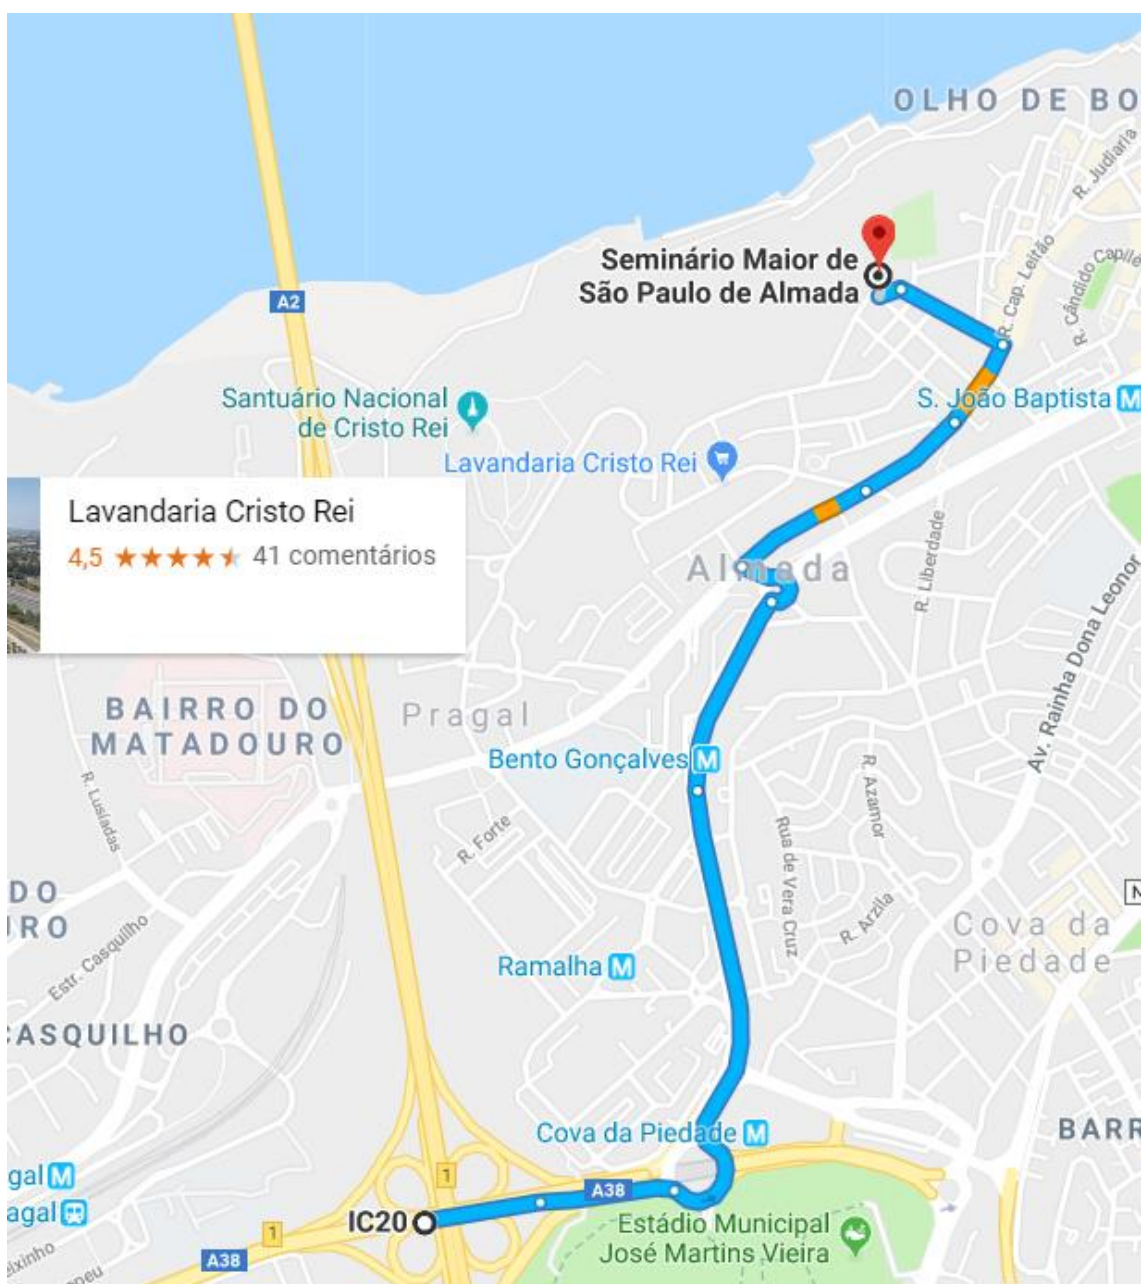 OLHO DE BO
R. Judiaria
R. Cap. Leitão
R. Cândido Capile
Seminário Maior de
São Paulo de Almada
A2
Santuário Nacional
de Cristo Rei
S. João Baptista M
Lavandaria Cristo Rei
Lavandaria Cristo Rei
4,5 41 comentários
Almada
R. Liberdade
Av. Rainha Dona Leonor
BAIRRO DO
MATADOURO
Pragal
Bento Gonçalves M
R. Lusíadas
R. Forte
R. Azamor
Rua de Vera Cruz
R. Arzila
DO
RO
N
Cova da
Piedade
Estr. Casquilho
Ramalha M
CASQUILHO
Cova da Piedade M
BARR
gal M
agal
1
A38
IC20
1
A38
Estádio Municipal
José Martins Vieira
eixinho
peu